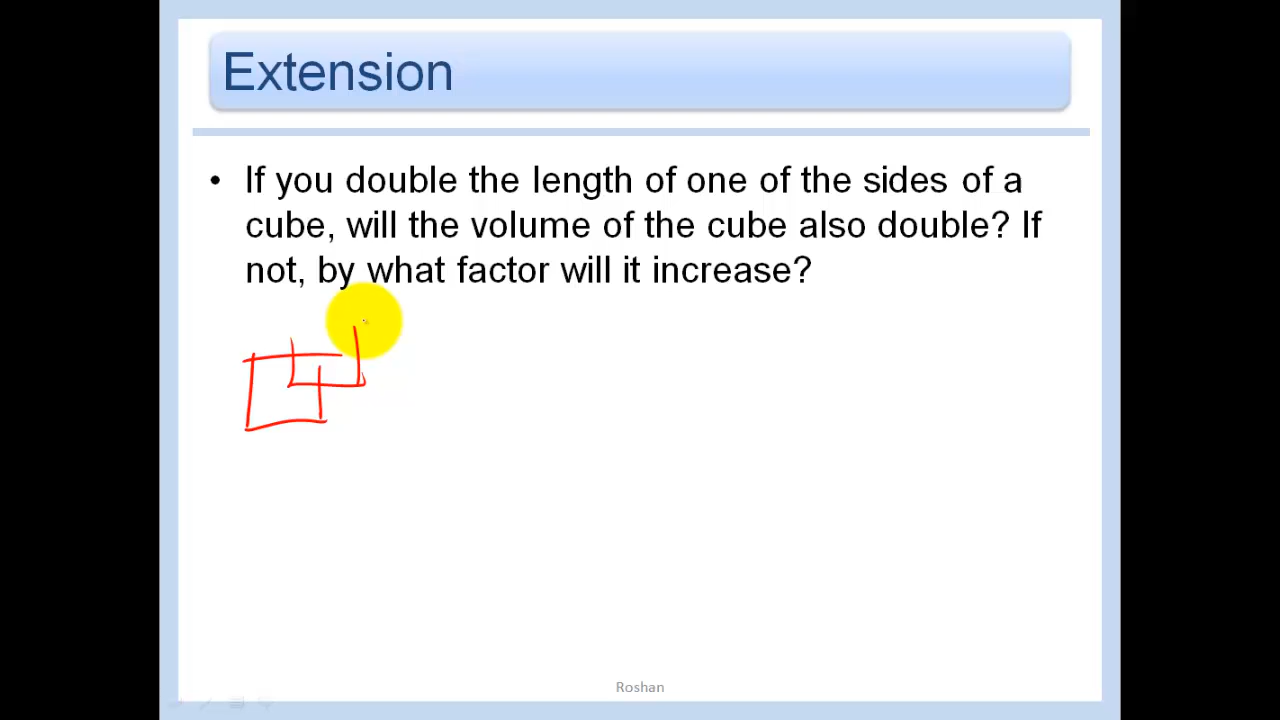 Extension
• If you double the length of one of the sides of a
cube, will the volume of the cube also double? If
not, by what factor will it increase?
Roshan